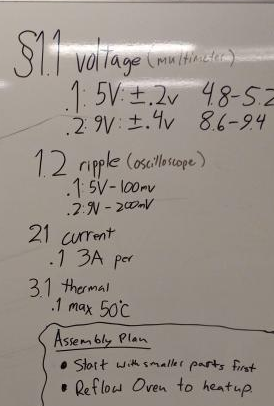 §1.1 voltage (multimeter)
.1: 5V: ±.2v 4.8-5.2
.2: 9V: ±.4v 8.6-9.4
1.2 ripple (oscilloscope)
.1: 5V-100mv
.2: 9V-200mV
2.1 current
.1 3A per
3.1 thermal
.1 max 50°C
Assembly Plan
• Start with smaller parts first
• Reflow Oven to heatup